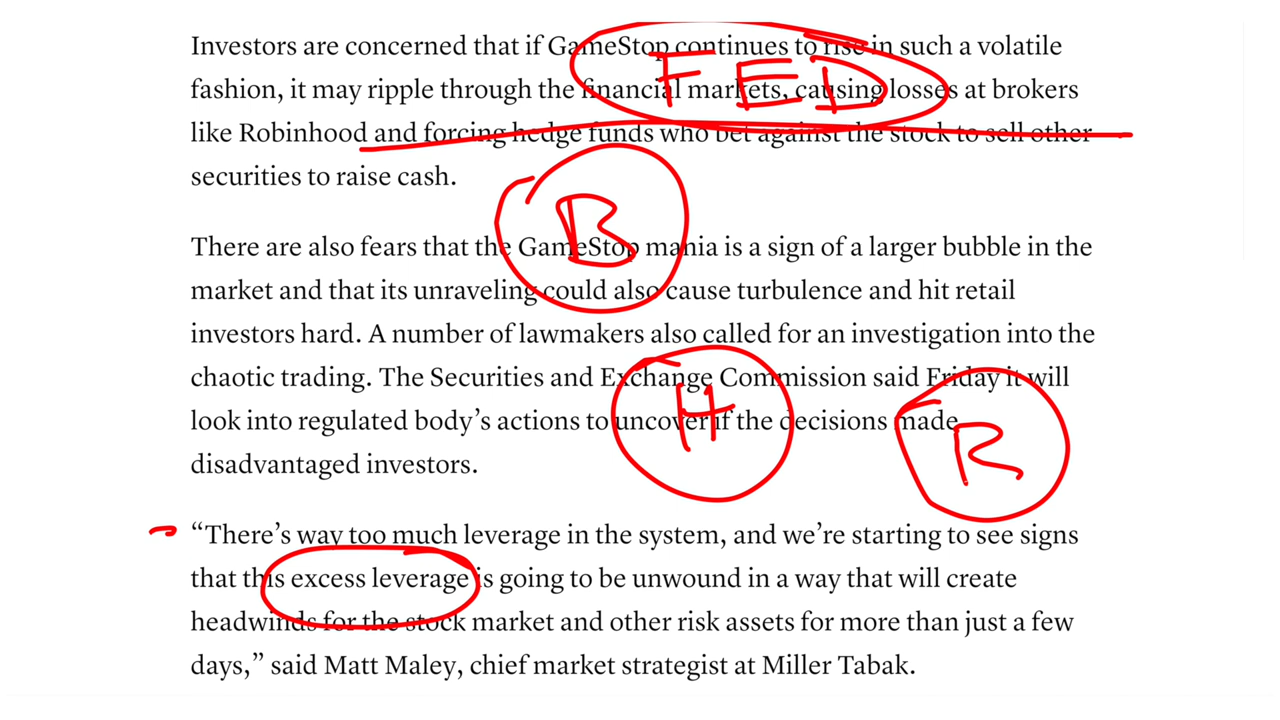 Investors are concerned that if GameStop continues to rise in such a volatile
FED
fashion, it may ripple through the financial markets, causing losses at brokers
like Robinhood and forcing hedge funds who bet against the stock to sell other
securities to raise cash.
B
There are also fears that the GameStop mania is a sign of a larger bubble in the
market and that its unraveling could also cause turbulence and hit retail
investors hard. A number of lawmakers also called for an investigation into the
chaotic trading. The Securities and Exchange Commission said Friday it will
H
look into regulated body’s actions to uncover if the decisions made
R
disadvantaged investors.
“There’s way too much leverage in the system, and we’re starting to see signs
that this excess leverage is going to be unwound in a way that will create
headwinds for the stock market and other risk assets for more than just a few
days,” said Matt Maley, chief market strategist at Miller Tabak.